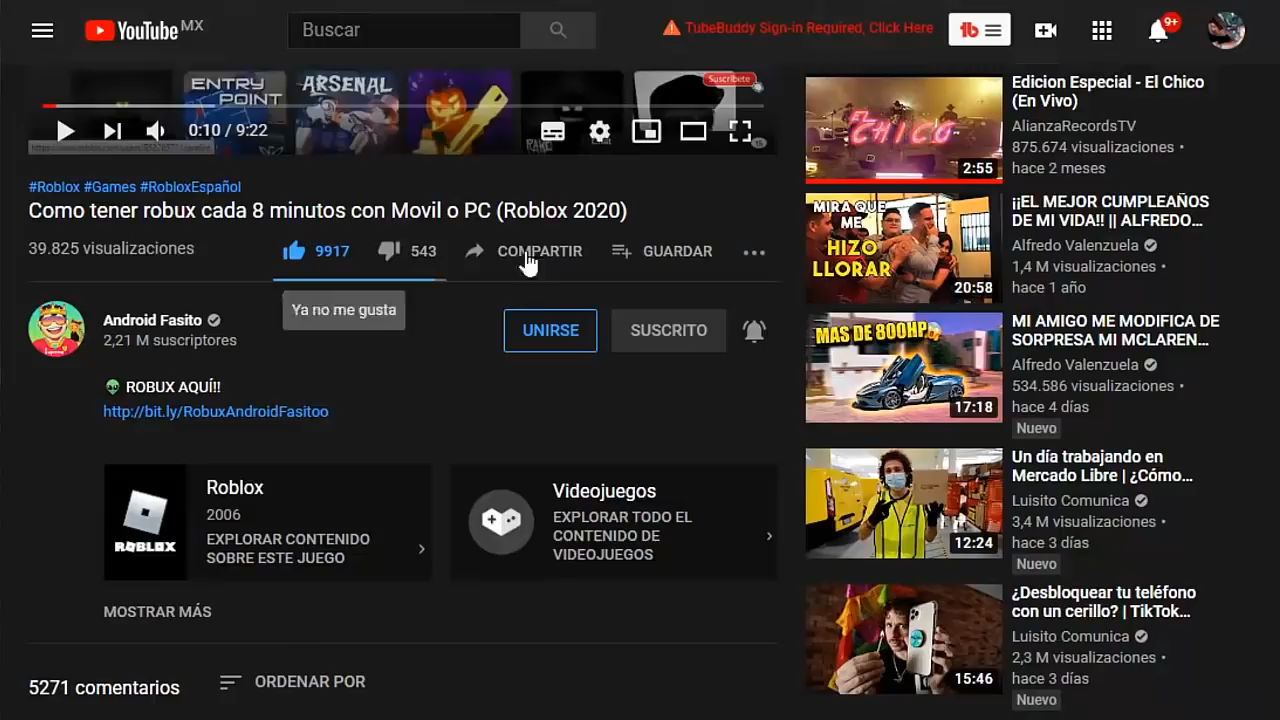 YouTube MX
Buscar
TubeBuddy Sign-in Required, Click Here
tb
9+
ENTRY
POINT
ARSENAL
Suscribete
0:10 / 9:22
#Roblox #Games #RobloxEspañol
Como tener robux cada 8 minutos con Movil o PC (Roblox 2020)
39.825 visualizaciones
9917
543
COMPARTIR
GUARDAR
Ya no me gusta
Android Fasito
2,21 M suscriptores
UNIRSE
SUSCRITO
👽 ROBUX AQUÍ!!
http://bit.ly/RobuxAndroidFasitoo
ROBLOX
Roblox
2006
EXPLORAR CONTENIDO
SOBRE ESTE JUEGO
Videojuegos
EXPLORAR TODO EL
CONTENIDO DE
VIDEOJUEGOS
MOSTRAR MÁS
5271 comentarios
ORDENAR POR
EL
CHICO
2:55
Edicion Especial - El Chico
(En Vivo)
AlianzaRecordsTV
875.674 visualizaciones •
hace 2 meses
MIRA QUE
ME
HIZO
LLORAR
20:58
¡¡EL MEJOR CUMPLEAÑOS
DE MI VIDA!! || ALFREDO...
Alfredo Valenzuela
1,4 M visualizaciones •
hace 1 año
MAS DE 800HP
17:18
MI AMIGO ME MODIFICA DE
SORPRESA MI MCLAREN...
Alfredo Valenzuela
534.586 visualizaciones •
hace 4 días
Nuevo
12:24
Un día trabajando en
Mercado Libre | ¿Cómo...
Luisito Comunica
3,4 M visualizaciones •
hace 3 días
Nuevo
15:46
¿Desbloquear tu teléfono
con un cerillo? | TikTok...
Luisito Comunica
2,3 M visualizaciones •
hace 3 días
Nuevo